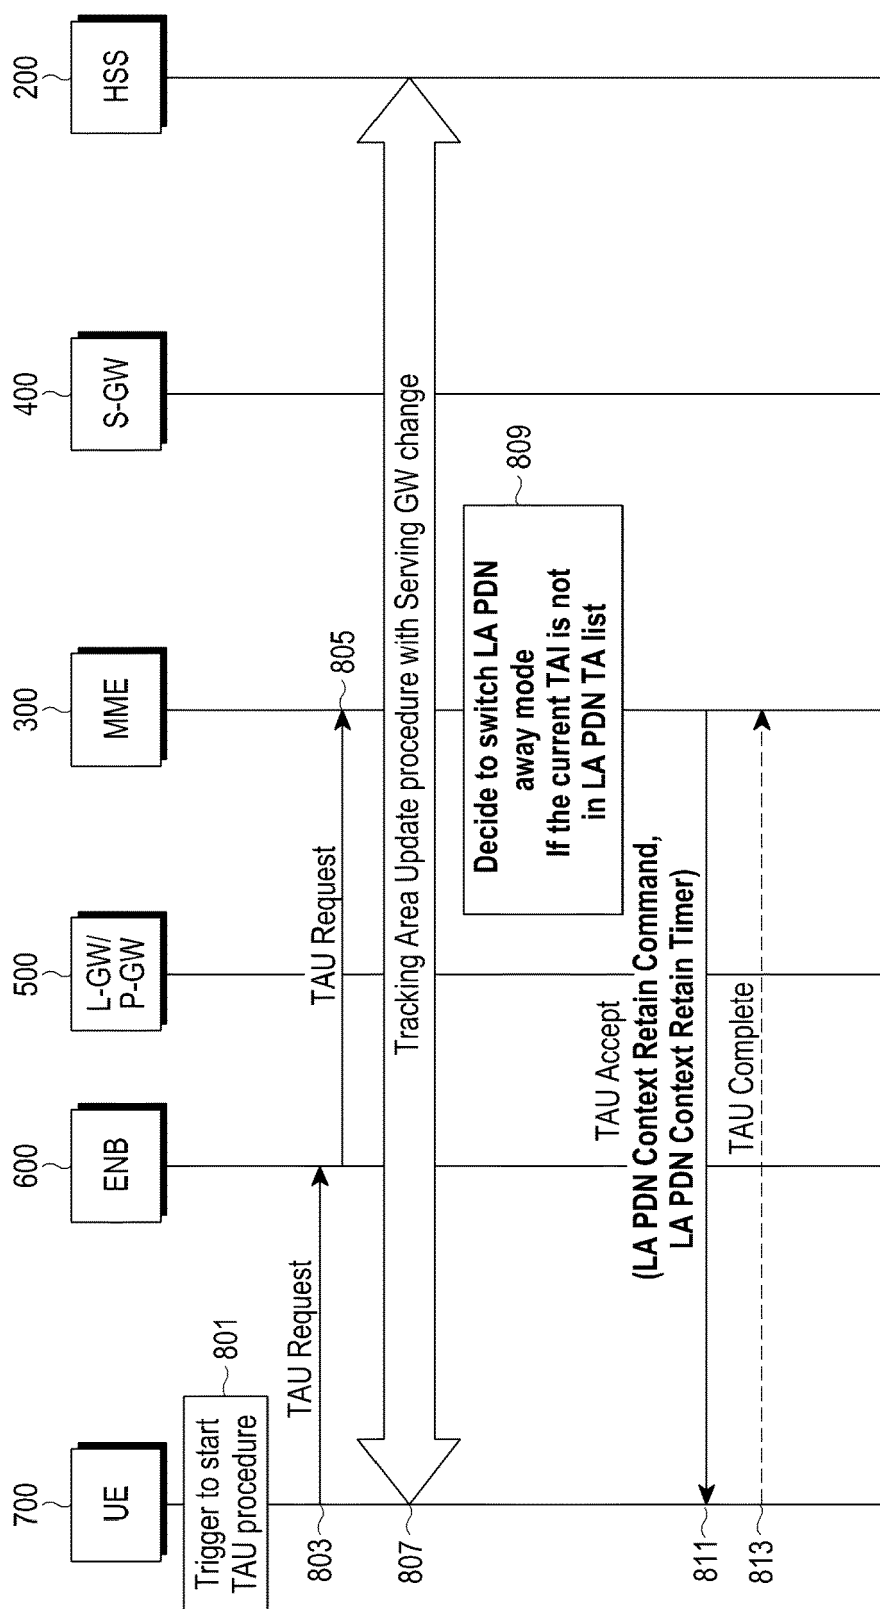 700
600
500
300
400
200
UE
ENB
L-GW/
P-GW
MME
S-GW
HSS
Trigger to start
TAU procedure
801
TAU Request
803
TAU Request
805
Tracking Area Update procedure with Serving GW change
807
Decide to switch LA PDN
away mode
If the current TAI is not
in LA PDN TA list
809
TAU Accept
(LA PDN Context Retain Command,
LA PDN Context Retain Timer)
811
TAU Complete
813